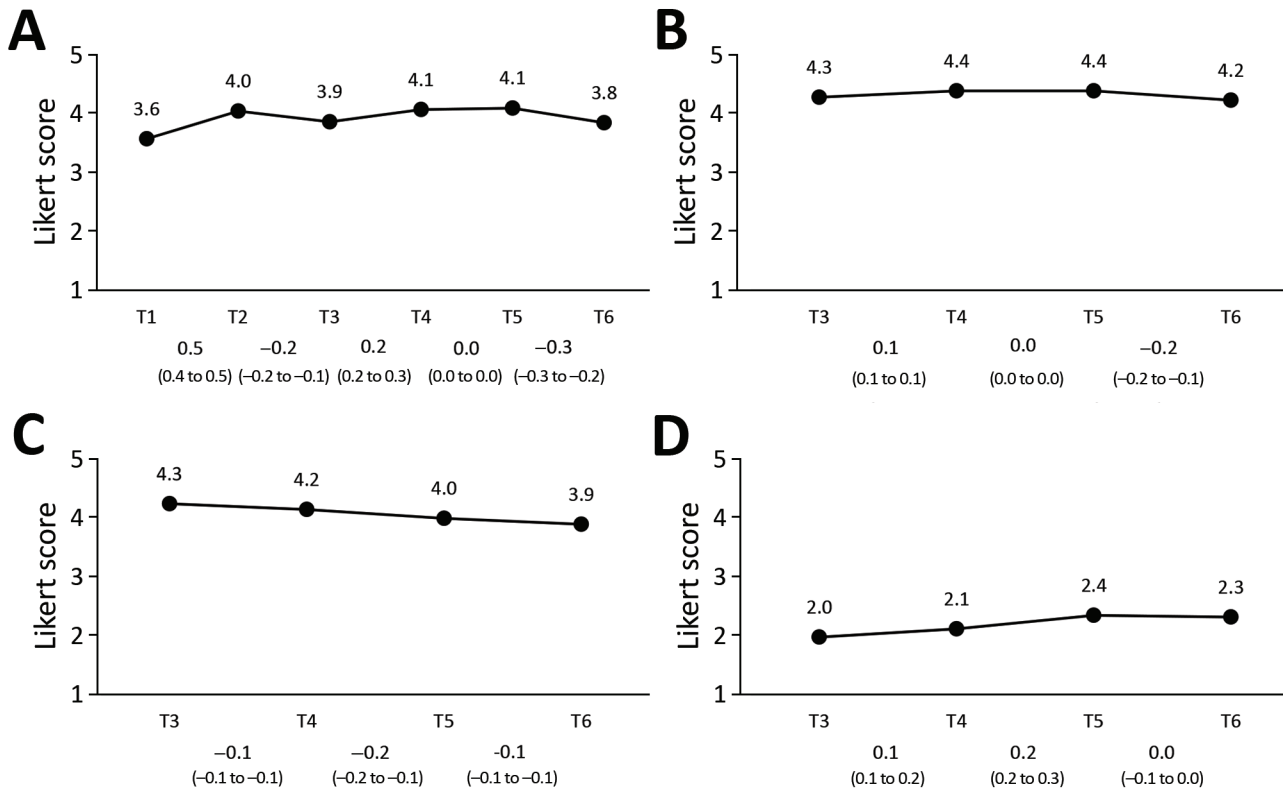 A
Likert score
5
4
3
2
1
3.6
4.0
3.9
4.1
4.1
3.8
T1 T2 T3 T4 T5 T6
0.5 –0.2 0.2 0.0 –0.3
(0.4 to 0.5) (–0.2 to –0.1) (0.2 to 0.3) (0.0 to 0.0) (–0.3 to –0.2)
B
Likert score
5
4
3
2
1
4.3
4.4
4.4
4.2
T3 T4 T5 T6
0.1 0.0 –0.2
(0.1 to 0.1) (0.0 to 0.0) (–0.2 to –0.1)
C
Likert score
5
4
3
2
1
4.3
4.2
4.0
3.9
T3 T4 T5 T6
–0.1 –0.2 -0.1
(–0.1 to –0.1) (–0.2 to –0.1) (–0.1 to –0.1)
D
Likert score
5
4
3
2
1
2.0
2.1
2.4
2.3
T3 T4 T5 T6
0.1 0.2 0.0
(0.1 to 0.2) (0.2 to 0.3) (–0.1 to 0.0)